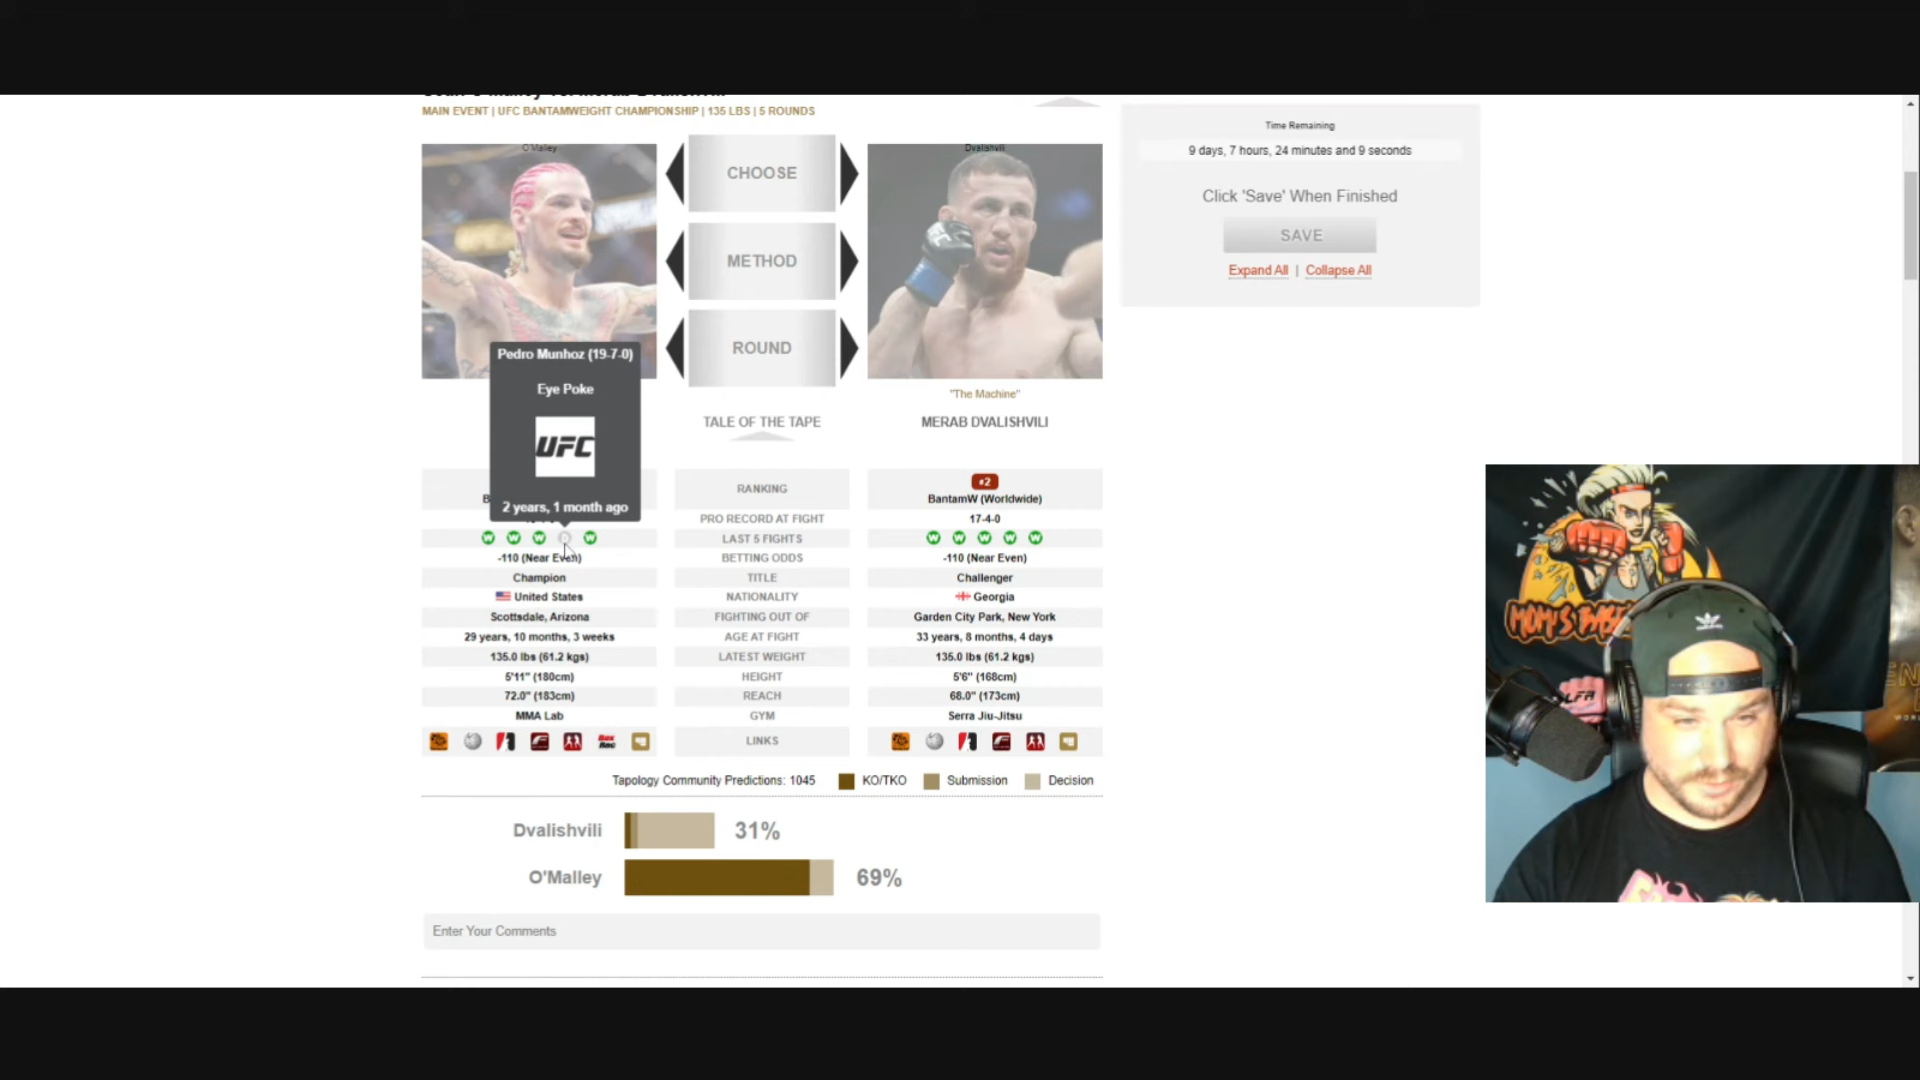 MAIN EVENT | UFC BANTAMWEIGHT CHAMPIONSHIP | 135 LBS | 5 ROUNDS
O'Malley
Dvalishvili
CHOOSE
METHOD
ROUND
Time Remaining
9 days, 7 hours, 24 minutes and 9 seconds
Click 'Save' When Finished
SAVE
Expand All | Collapse All
Pedro Munhoz (19-7-0)
Eye Poke
UFC
2 years, 1 month ago
"The Machine"
TALE OF THE TAPE
MERAB DVALISHVILI
#2
RANKING
BantamW (Worldwide)
PRO RECORD AT FIGHT
17-4-0
W W W W
LAST 5 FIGHTS
W W W W W
-110 (Near Even)
BETTING ODDS
-110 (Near Even)
Champion
TITLE
Challenger
United States
NATIONALITY
Georgia
Scottsdale, Arizona
FIGHTING OUT OF
Garden City Park, New York
29 years, 10 months, 3 weeks
AGE AT FIGHT
33 years, 8 months, 4 days
135.0 lbs (61.2 kgs)
LATEST WEIGHT
135.0 lbs (61.2 kgs)
5'11" (180cm)
HEIGHT
5'6" (168cm)
72.0" (183cm)
REACH
68.0" (173cm)
MMA Lab
GYM
Serra Jiu-Jitsu
LINKS
Tapology Community Predictions: 1045
KO/TKO
Submission
Decision
Dvalishvili
31%
O'Malley
69%
Enter Your Comments
MOM'S
LFA